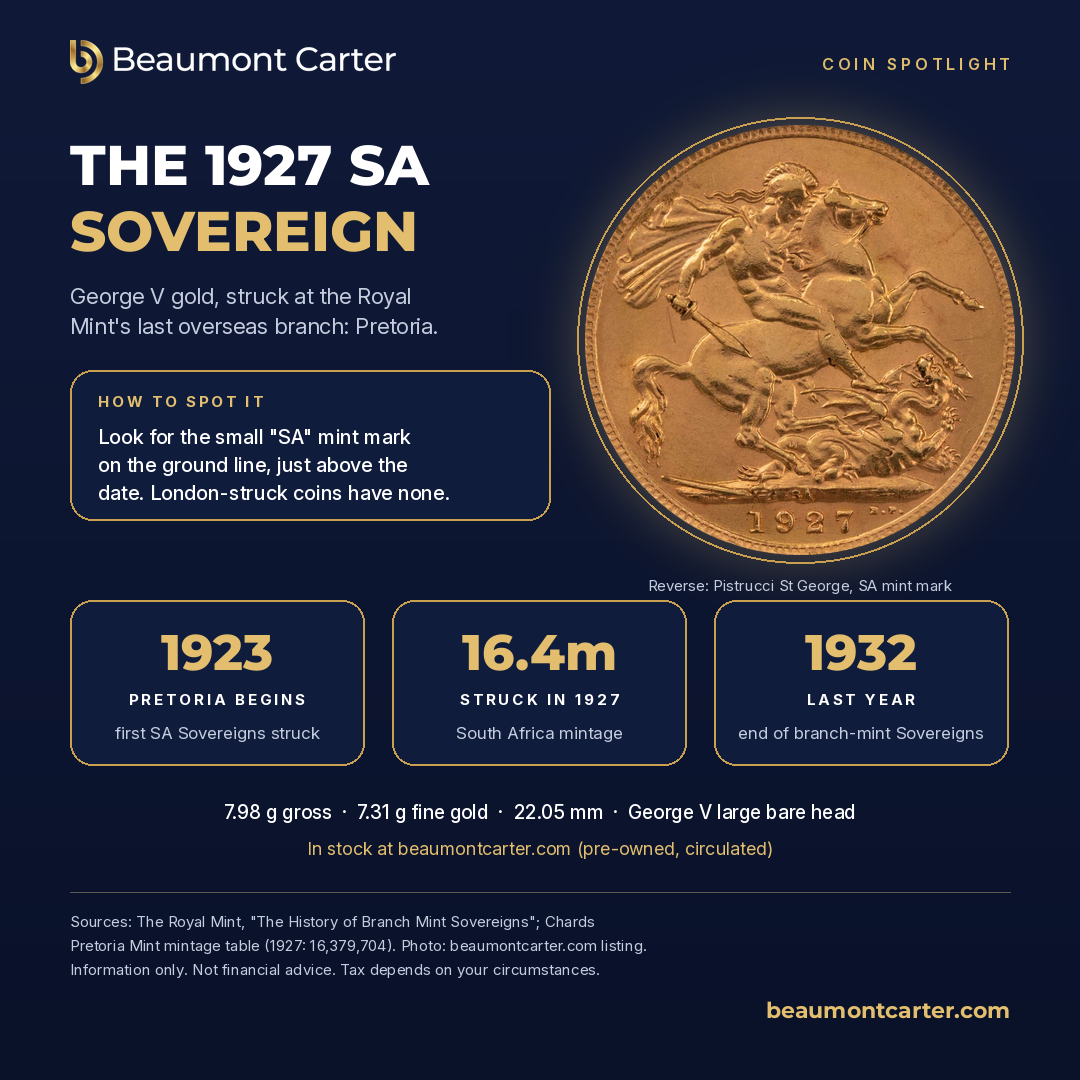 Beaumont Carter
COIN SPOTLIGHT
THE 1927 SA
SOVEREIGN
George V gold, struck at the Royal
Mint's last overseas branch: Pretoria.
HOW TO SPOT IT
Look for the small "SA" mint mark
on the ground line, just above the
date. London-struck coins have none.
SA
1927 B.P.
Reverse: Pistrucci St George, SA mint mark
1923
PRETORIA BEGINS
first SA Sovereigns struck
16.4m
STRUCK IN 1927
South Africa mintage
1932
LAST YEAR
end of branch-mint Sovereigns
7.98 g gross · 7.31 g fine gold · 22.05 mm · George V large bare head
In stock at beaumontcarter.com (pre-owned, circulated)
Sources: The Royal Mint, "The History of Branch Mint Sovereigns"; Chards
Pretoria Mint mintage table (1927: 16,379,704). Photo: beaumontcarter.com listing.
Information only. Not financial advice. Tax depends on your circumstances.
beaumontcarter.com